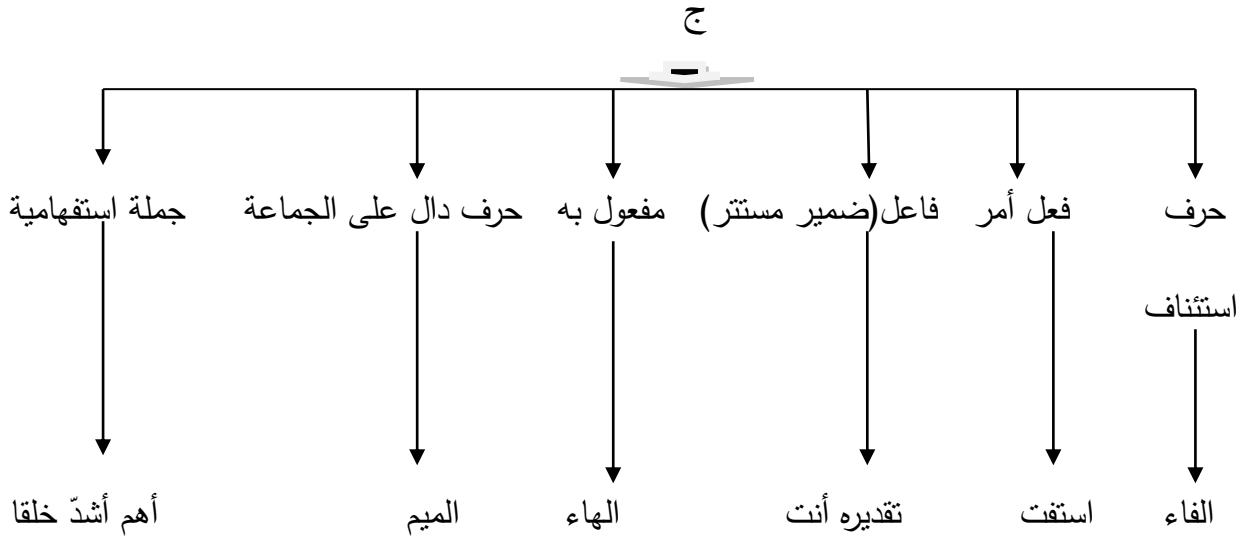 ج
حرف فعل أمر فاعل(ضمير مستتر) مفعول به حرف دال على الجماعة جملة استفهامية
استئناف
الفاء استفت تقديره أنت الهاء الميم أهم أشدّ خلقا